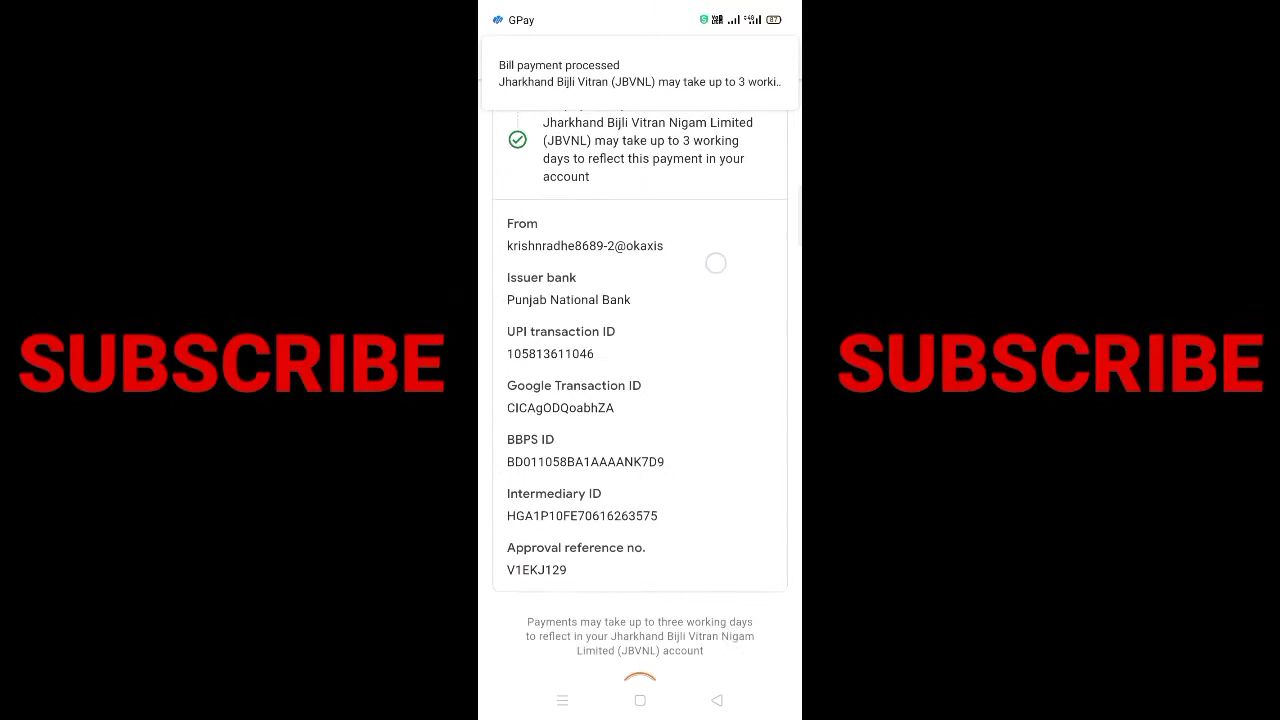 GPay
87
Bill payment processed
Jharkhand Bijli Vitran (JBVNL) may take up to 3 worki..
Jharkhand Bijli Vitran Nigam Limited
(JBVNL) may take up to 3 working
days to reflect this payment in your
account
From
krishnradhe8689-2@okaxis
Issuer bank
Punjab National Bank
UPI transaction ID
105813611046
Google Transaction ID
CICAgODQoabhZA
BBPS ID
BD011058BA1AAAANK7D9
Intermediary ID
HGA1P10FE70616263575
Approval reference no.
V1EKJ129
Payments may take up to three working days
to reflect in your Jharkhand Bijli Vitran Nigam
Limited (JBVNL) account
SUBSCRIBE
SUBSCRIBE